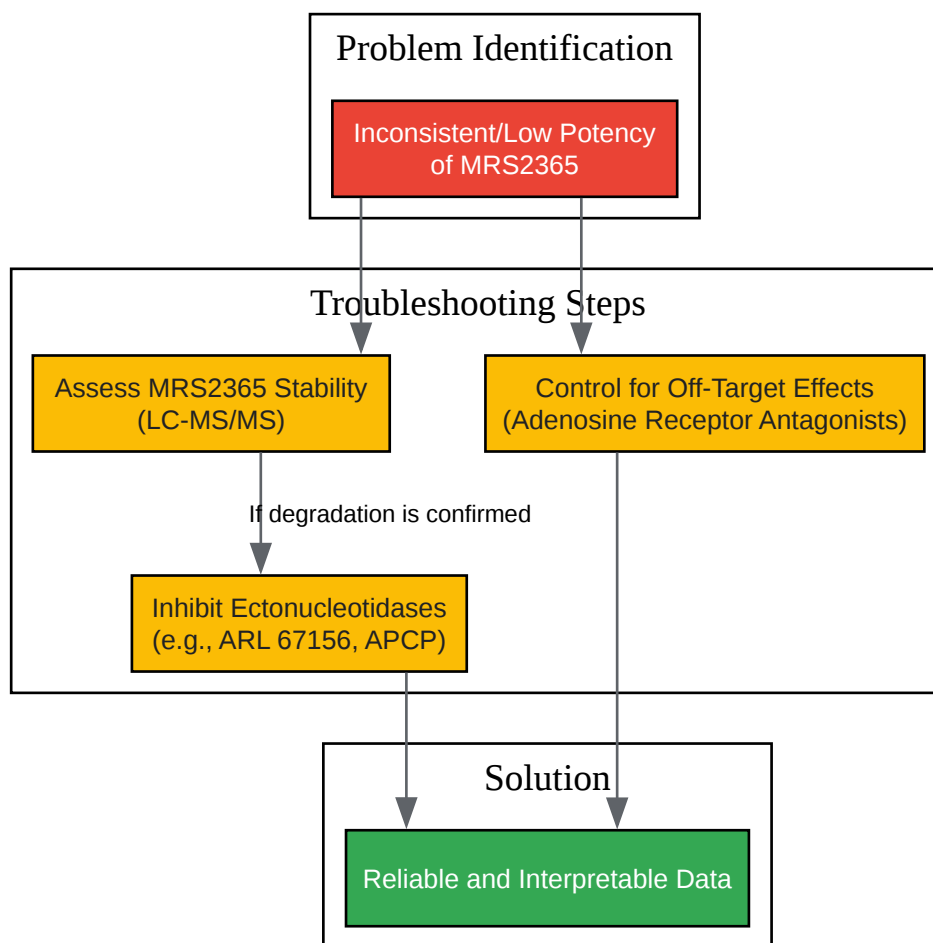 Problem Identification
Inconsistent/Low Potency
of MRS2365
Troubleshooting Steps
Assess MRS2365 Stability
(LC-MS/MS)
Control for Off-Target Effects
(Adenosine Receptor Antagonists)
If degradation is confirmed
Inhibit Ectonucleotidases
(e.g., ARL 67156, APCP)
Solution
Reliable and Interpretable Data